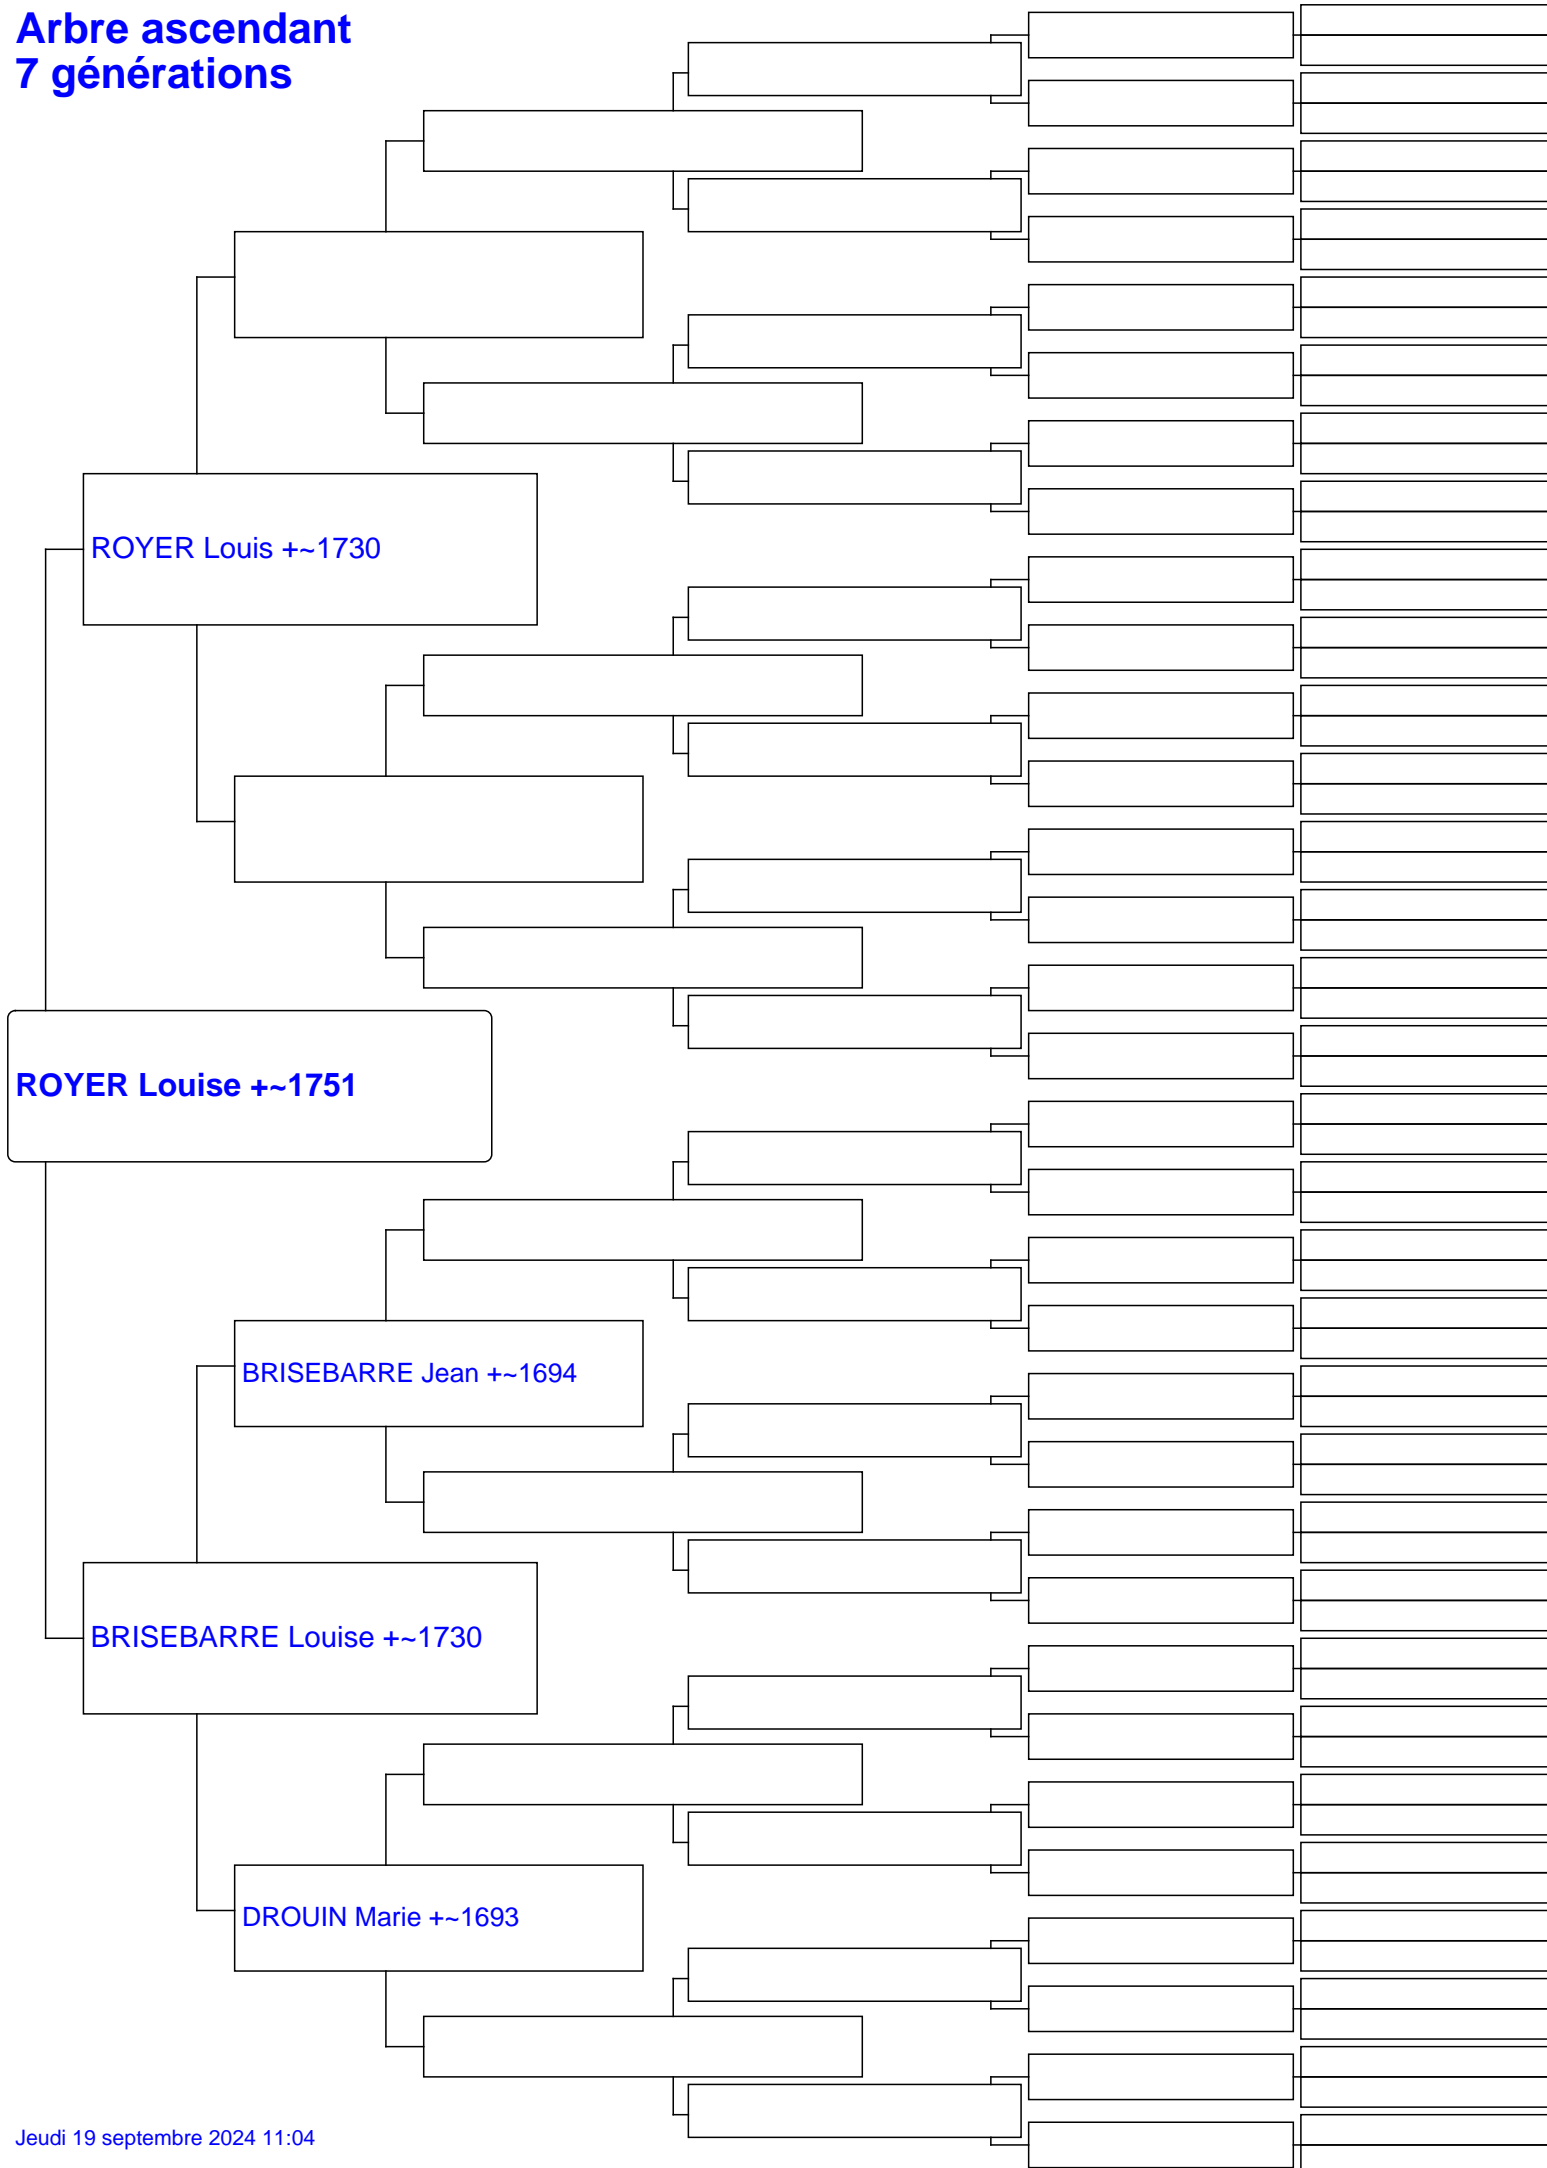 Arbre ascendant
7 générations
ROYER Louis +~1730
ROYER Louise +~1751
BRISEBARRE Jean +~1694
BRISEBARRE Louise +~1730
DROUIN Marie +~1693
Jeudi 19 septembre 2024 11:04